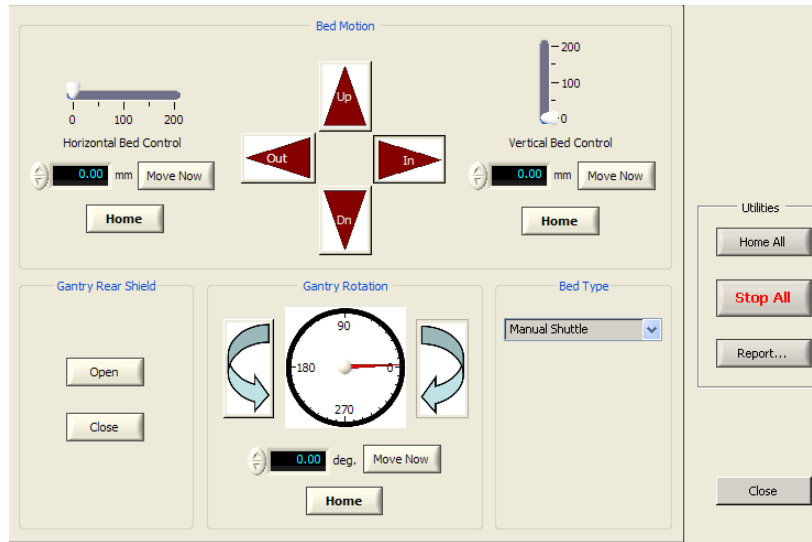 Bed Motion
0 100 200
Horizontal Bed Control
0.00 mm Move Now
Home
Up
Out
In
Dn
200
100
0
Vertical Bed Control
0.00 mm Move Now
Home
Gantry Rear Shield
Open
Close
Gantry Rotation
90
180
0
270
0.00 deg. Move Now
Home
Bed Type
Manual Shuttle
Utilities
Home All
Stop All
Report...
Close